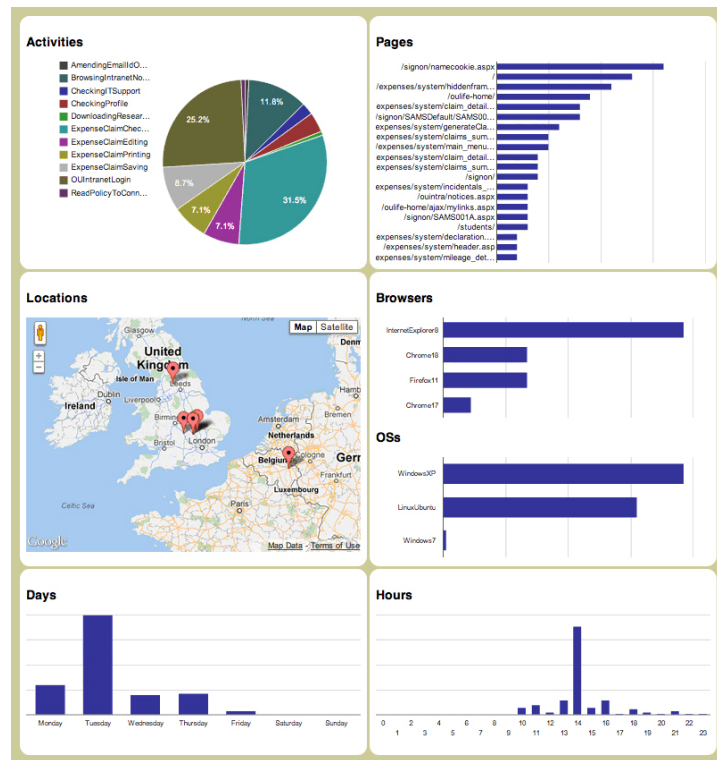 Activities
AmendingEmailIdO...
BrowsingIntranetNo...
CheckingITSupport
CheckingProfile
DownloadingResear...
ExpenseClaimChec...
ExpenseClaimEditing
ExpenseClaimPrinting
ExpenseClaimSaving
OUIntranetLogin
ReadPolicyToConn...
11.8%
31.5%
7.1%
7.1%
8.7%
25.2%
Pages
/signon/namecookie.aspx
/
/expenses/system/hiddenfram...
/oulife-home/
expenses/system/claim_detail...
/signon/SAMSDefault/SAMS00...
expenses/system/generateCla...
expenses/system/claims_sum...
/expenses/system/main_menu...
expenses/system/claim_detail...
expenses/system/claims_sum...
/signon/
expenses/system/incidentals_...
/ouintra/notices.aspx
/oulife-home/ajax/mylinks.aspx
/signon/SAMS001A.aspx
/students/
expenses/system/declaration....
/expenses/system/header.asp
expenses/system/mileage_det...
Locations
North Sea
Map Satellite
Glasgow
United
Kingdom
Denm
Isle of Man
Leeds
Dublin
Liverpool
Hamb
Ireland
Birmin
Amsterdam
Bremen
Netherlands
Bristol
London
Belgium
Cologne
Ger
Frankfurt
Luxembourg
Celtic Sea
Paris
Google
Map Data - Terms of Use
Browsers
InternetExplorer8
Chrome18
Firefox11
Chrome17
OSs
WindowsXP
LinuxUbuntu
Windows7
Days
Monday Tuesday Wednesday Thursday Friday Saturday Sunday
Hours
0 2 4 6 8 10 12 14 16 18 20 22
1 3 5 7 9 11 13 15 17 19 21 23